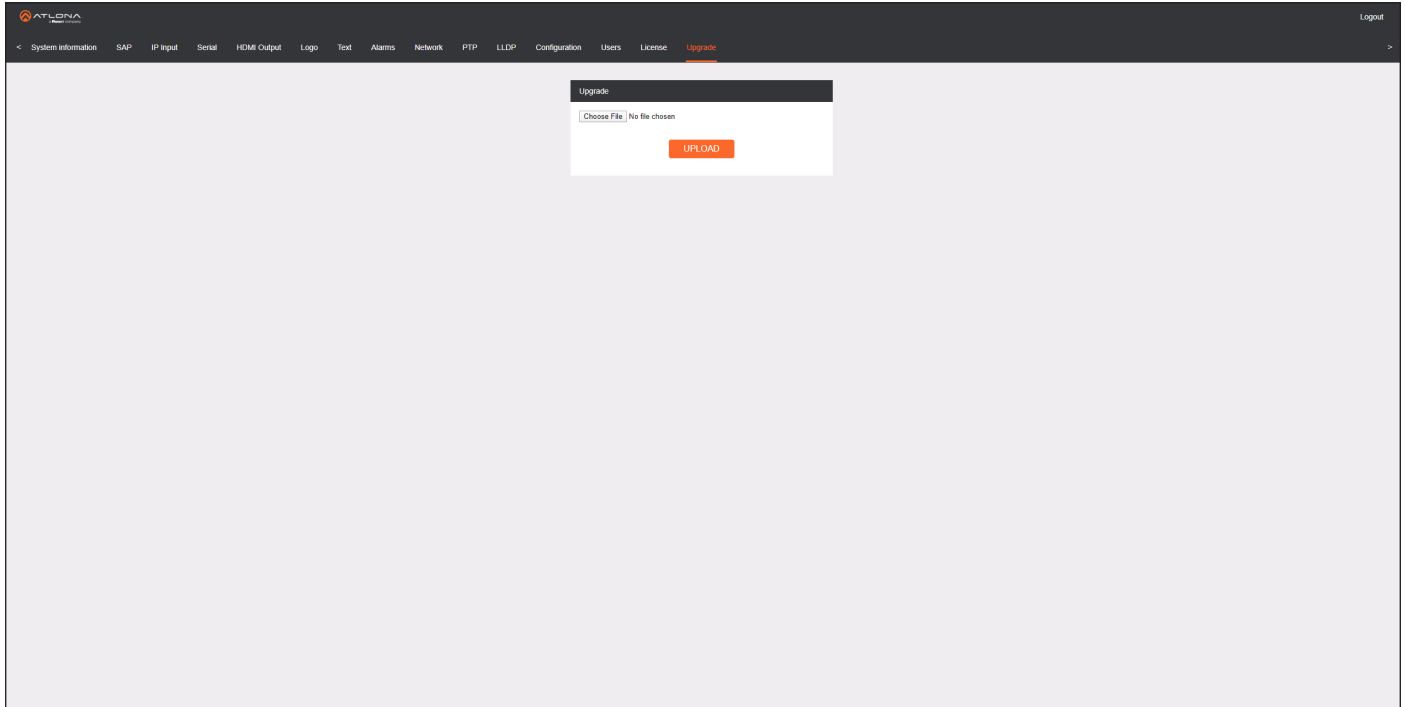 ATLONA
Logout
< System information SAP IP Input Serial HDMI Output Logo Text Alarms Network PTP LLDP Configuration Users License Upgrade >
Upgrade
Choose File No file chosen
UPLOAD